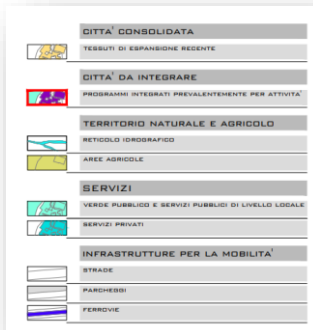 CITTA' CONSOLIDATA
TESSUTI DI ESPANSIONE RECENTE
CITTA' DA INTEGRARE
PROGRAMMI INTEGRATI PREVALENTEMENTE PER ATTIVITA'
TERRITORIO NATURALE E AGRICOLO
RETICOLO IDROGRAFICO
AREE AGRICOLE
SERVIZI
VERDE PUBBLICO E SERVIZI PUBBLICI DI LIVELLO LOCALE
SERVIZI PRIVATI
INFRASTRUTTURE PER LA MOBILITA'
STRADE
PARCHEGGI
FERROVIE